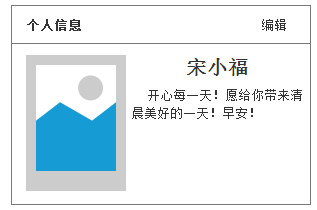 个人信息 编辑
宋小福
开心每一天！愿给你带来清
晨美好的一天！早安！